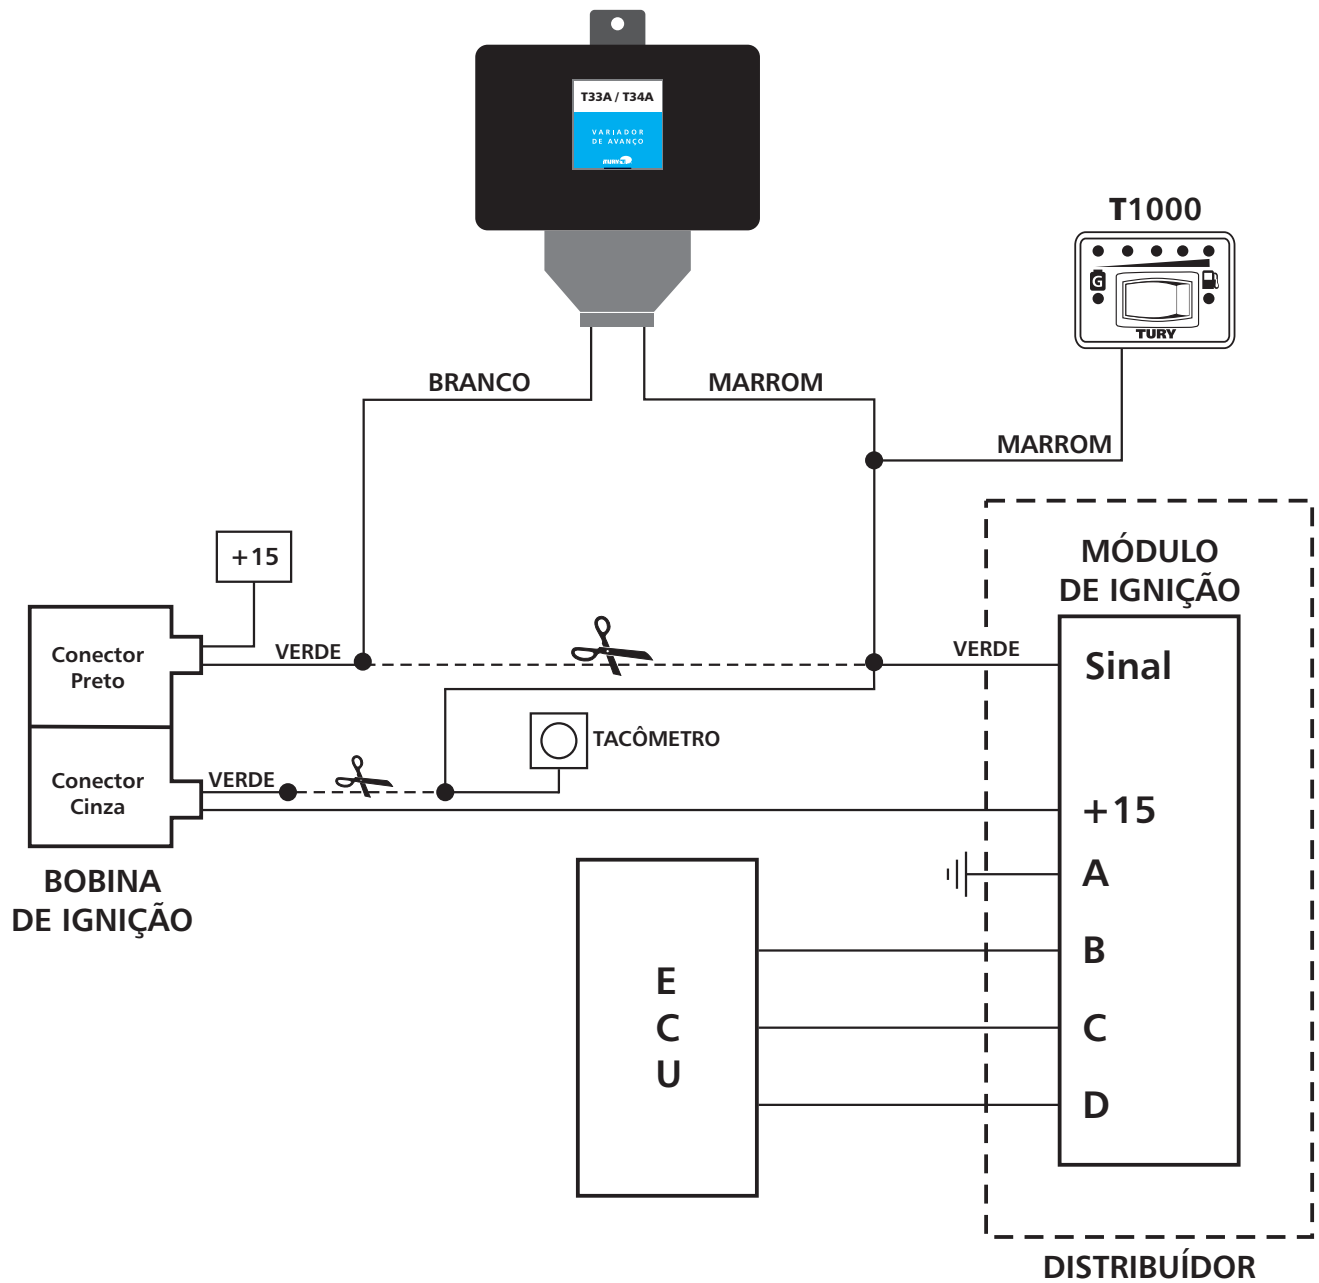 T33A / T34A
VARIADOR
DE AVANÇO
TURY
T1000
G
TURY
BRANCO
MARROM
MARROM
+15
MÓDULO
DE IGNIÇÃO
Conector
Preto
VERDE
VERDE
Sinal
TACÔMETRO
Conector
Cinza
VERDE
+15
BOBINA
DE IGNIÇÃO
A
B
C
D
E
C
U
DISTRIBUÍDOR